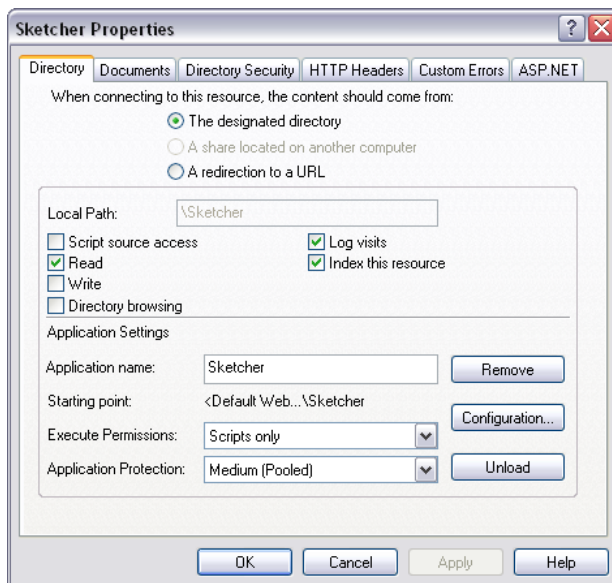 Sketcher Properties
Directory Documents Directory Security HTTP Headers Custom Errors ASP.NET
When connecting to this resource, the content should come from:
The designated directory
A share located on another computer
A redirection to a URL
Local Path: \Sketcher
Script source access Log visits
Read Index this resource
Write
Directory browsing
Application Settings
Application name: Sketcher Remove
Starting point: <Default Web...\Sketcher
Configuration...
Execute Permissions: Scripts only
Application Protection: Medium (Pooled) Unload
OK Cancel Apply Help